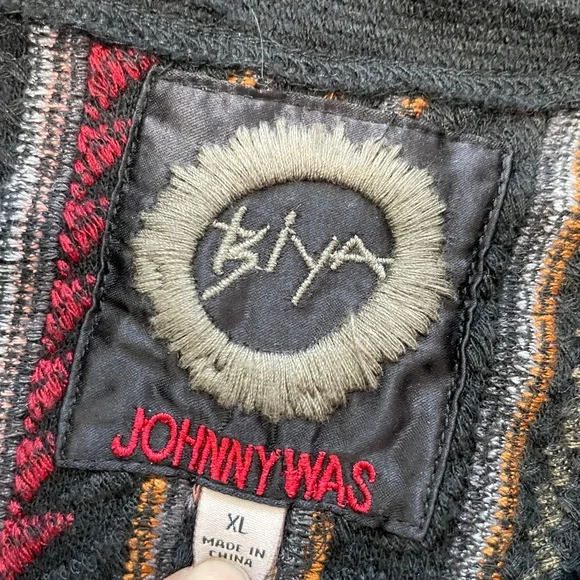 BIYA
JOHNNY WAS
XL
MADE IN
CHINA